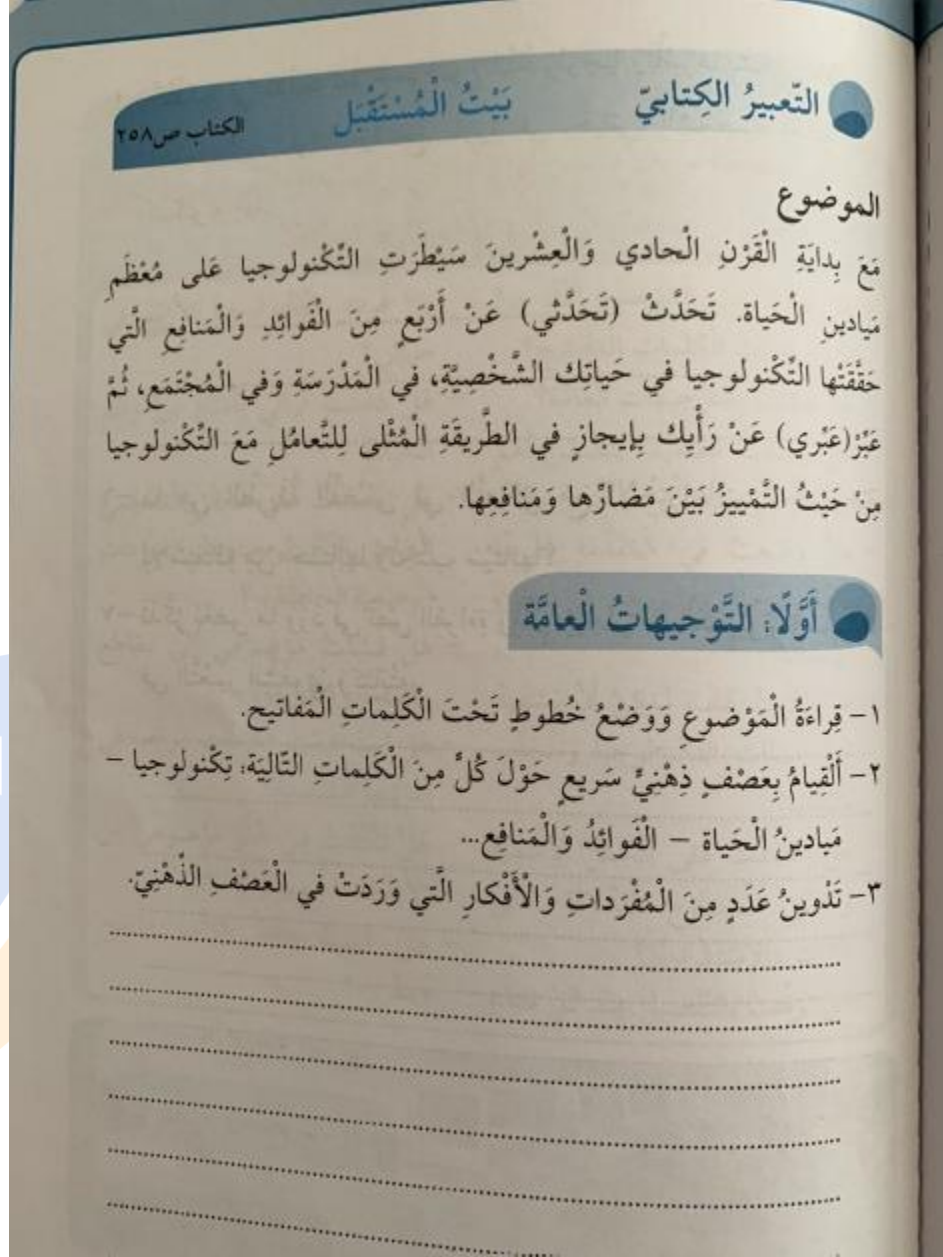 التّعبيرُ الكِتابيّ بَيْتُ الْمُسْتَقْبَل الكتاب ص٢٥٨
الموضوع
مَعَ بِدايَةِ الْقَرْنِ الْحادي وَالْعِشْرينَ سَيْطَرَتِ التِّكْنولوجيا عَلى مُعْظَمِ
مَيادينِ الْحَياة. تَحَدَّثْ (تَحَدَّثي) عَنْ أَرْبَعٍ مِنَ الْفَوائِدِ وَالْمَنافِعِ الَّتي
حَقَّقَتْها التِّكْنولوجيا في حَياتِك الشَّخْصِيَّةِ، في الْمَدْرَسَةِ وَفي الْمُجْتَمَعِ، ثُمَّ
عَبِّرْ(عَبِّري) عَنْ رَأْيِك بِإيجازٍ في الطَّريقَةِ الْمُثْلى لِلتَّعامُلِ مَعَ التِّكْنولوجيا
مِنْ حَيْثُ التَّمْييزُ بَيْنَ مَضارِّها وَمَنافِعِها.
أَوَّلًا: التَّوْجيهاتُ الْعامَّة
١- قِراءَةُ الْمَوْضوعِ وَوَضْعُ خُطوطٍ تَحْتَ الْكَلِماتِ الْمَفاتيح.
٢- أَلْقِيامُ بِعَصْفٍ ذِهْنِيٍّ سَريعٍ حَوْلَ كُلٍّ مِنَ الْكَلِماتِ التّالِيَة: تِكْنولوجيا -
مَيادينُ الْحَياة - الْفَوائِدُ وَالْمَنافِع...
٣- تَدْوينُ عَدَدٍ مِنَ الْمُفْرَداتِ وَالْأَفْكارِ الَّتي وَرَدَتْ في الْعَصْفِ الذِّهْنِيّ.